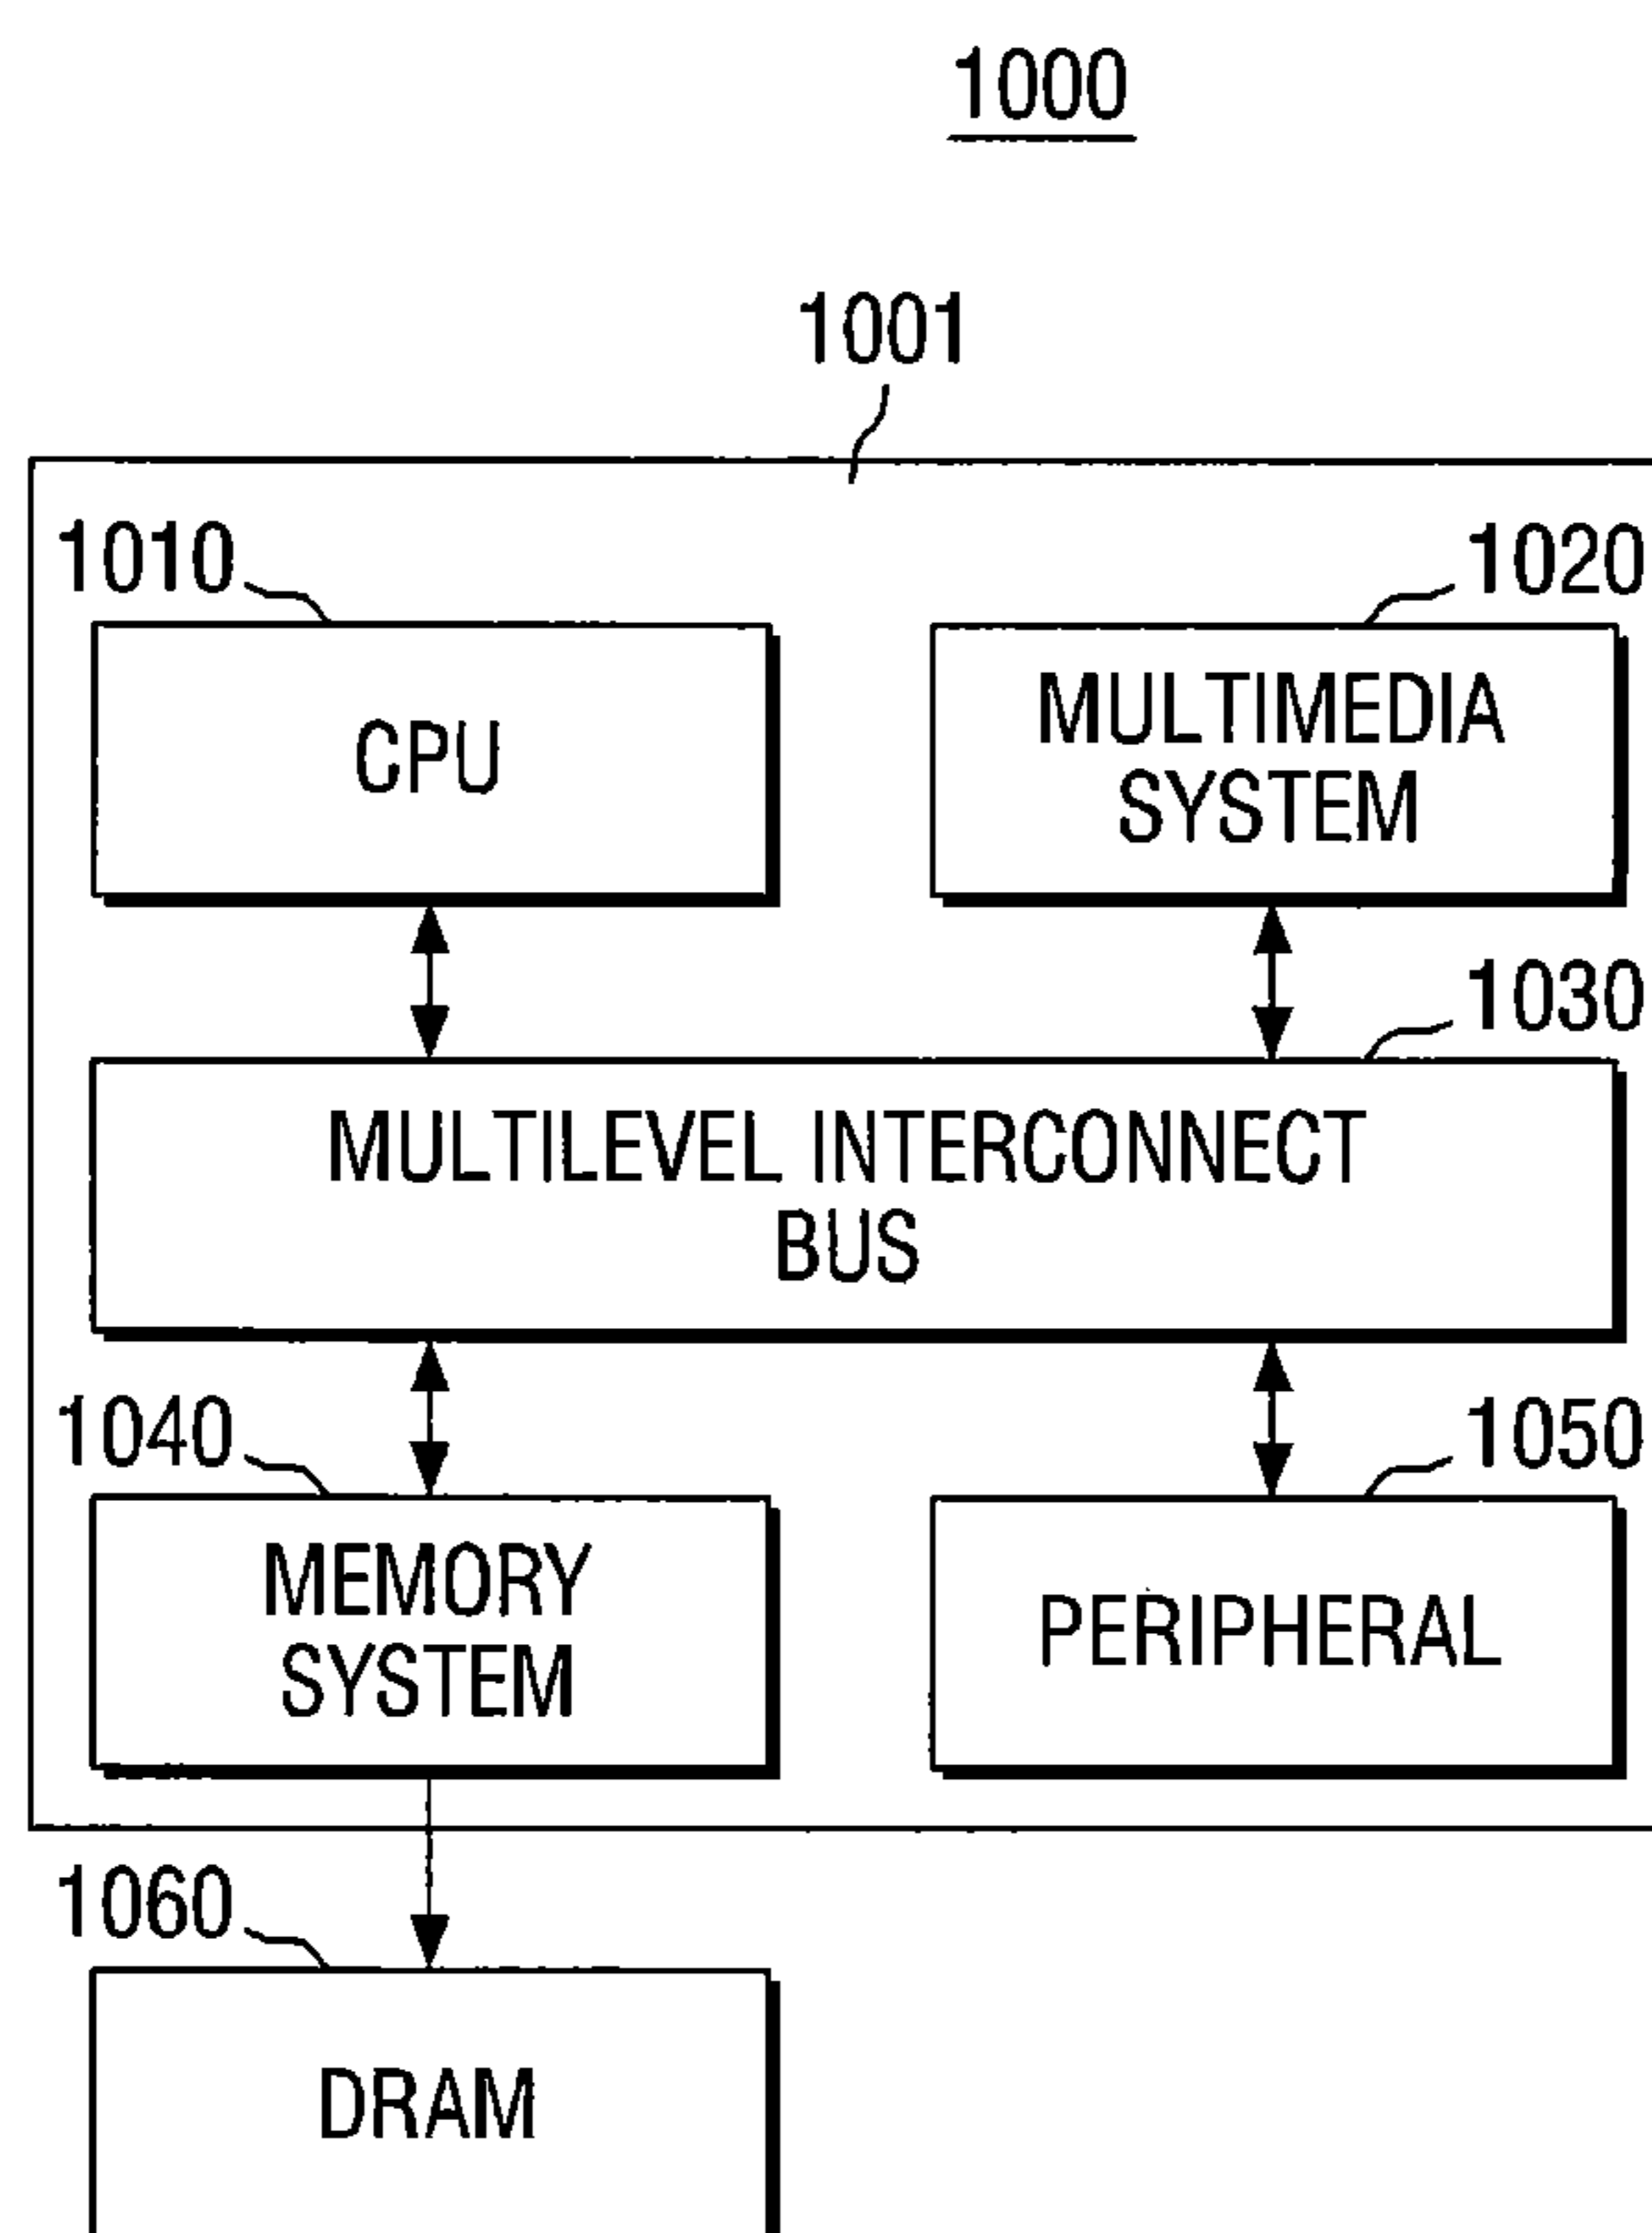 1000
1001
1010
1020
CPU
MULTIMEDIA
SYSTEM
1030
MULTILEVEL INTERCONNECT
BUS
1040
1050
MEMORY
SYSTEM
PERIPHERAL
1060
DRAM